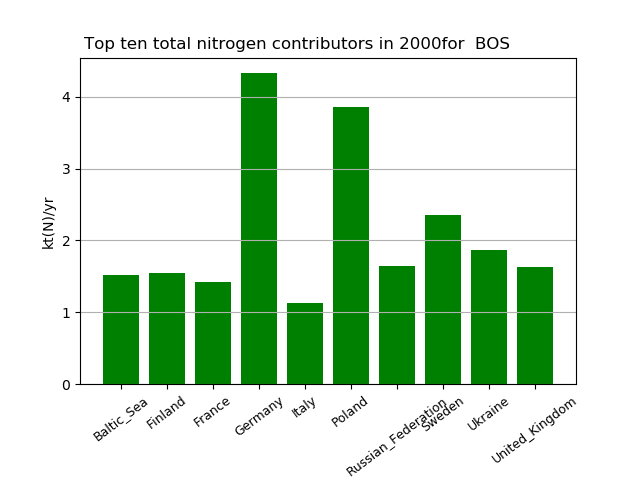 Top ten total nitrogen contributors in 2000for  BOS
kt(N)/yr
4
3
2
1
0
Baltic_Sea
Finland
France
Germany
Italy
Poland
Russian_Federation
Sweden
Ukraine
United_Kingdom